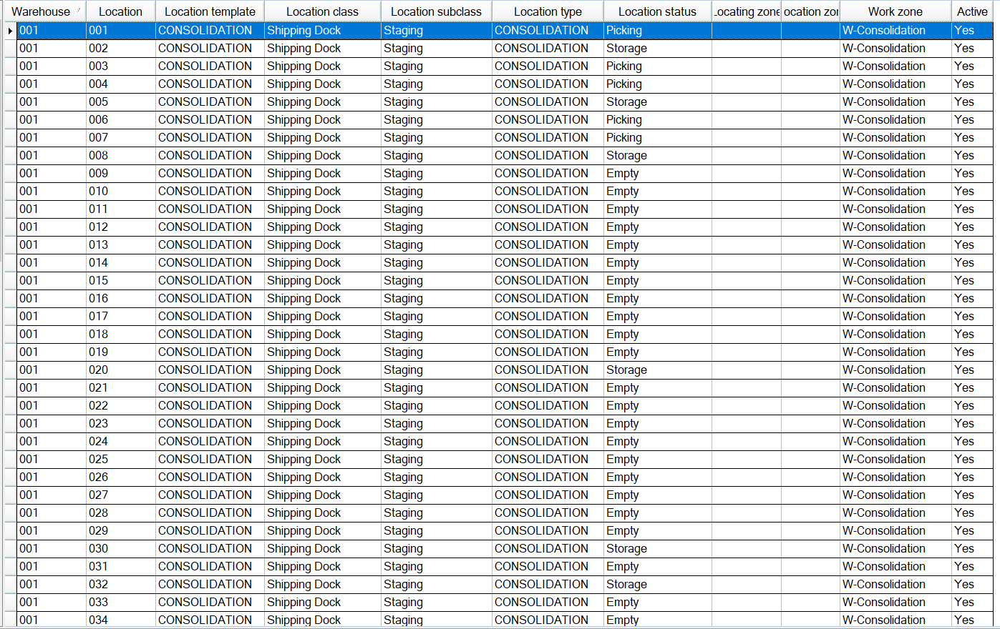 Warehouse Location Location template Location class Location subclass Location type Location status ocating zone ocation zor Work zone Active
001 001 CONSOLIDATION Shipping Dock Staging CONSOLIDATION Picking W-Consolidation Yes
001 002 CONSOLIDATION Shipping Dock Staging CONSOLIDATION Storage W-Consolidation Yes
001 003 CONSOLIDATION Shipping Dock Staging CONSOLIDATION Picking W-Consolidation Yes
001 004 CONSOLIDATION Shipping Dock Staging CONSOLIDATION Picking W-Consolidation Yes
001 005 CONSOLIDATION Shipping Dock Staging CONSOLIDATION Storage W-Consolidation Yes
001 006 CONSOLIDATION Shipping Dock Staging CONSOLIDATION Picking W-Consolidation Yes
001 007 CONSOLIDATION Shipping Dock Staging CONSOLIDATION Picking W-Consolidation Yes
001 008 CONSOLIDATION Shipping Dock Staging CONSOLIDATION Storage W-Consolidation Yes
001 009 CONSOLIDATION Shipping Dock Staging CONSOLIDATION Empty W-Consolidation Yes
001 010 CONSOLIDATION Shipping Dock Staging CONSOLIDATION Empty W-Consolidation Yes
001 011 CONSOLIDATION Shipping Dock Staging CONSOLIDATION Empty W-Consolidation Yes
001 012 CONSOLIDATION Shipping Dock Staging CONSOLIDATION Empty W-Consolidation Yes
001 013 CONSOLIDATION Shipping Dock Staging CONSOLIDATION Empty W-Consolidation Yes
001 014 CONSOLIDATION Shipping Dock Staging CONSOLIDATION Empty W-Consolidation Yes
001 015 CONSOLIDATION Shipping Dock Staging CONSOLIDATION Empty W-Consolidation Yes
001 016 CONSOLIDATION Shipping Dock Staging CONSOLIDATION Empty W-Consolidation Yes
001 017 CONSOLIDATION Shipping Dock Staging CONSOLIDATION Empty W-Consolidation Yes
001 018 CONSOLIDATION Shipping Dock Staging CONSOLIDATION Empty W-Consolidation Yes
001 019 CONSOLIDATION Shipping Dock Staging CONSOLIDATION Empty W-Consolidation Yes
001 020 CONSOLIDATION Shipping Dock Staging CONSOLIDATION Storage W-Consolidation Yes
001 021 CONSOLIDATION Shipping Dock Staging CONSOLIDATION Empty W-Consolidation Yes
001 022 CONSOLIDATION Shipping Dock Staging CONSOLIDATION Empty W-Consolidation Yes
001 023 CONSOLIDATION Shipping Dock Staging CONSOLIDATION Empty W-Consolidation Yes
001 024 CONSOLIDATION Shipping Dock Staging CONSOLIDATION Empty W-Consolidation Yes
001 025 CONSOLIDATION Shipping Dock Staging CONSOLIDATION Empty W-Consolidation Yes
001 026 CONSOLIDATION Shipping Dock Staging CONSOLIDATION Empty W-Consolidation Yes
001 027 CONSOLIDATION Shipping Dock Staging CONSOLIDATION Empty W-Consolidation Yes
001 028 CONSOLIDATION Shipping Dock Staging CONSOLIDATION Empty W-Consolidation Yes
001 029 CONSOLIDATION Shipping Dock Staging CONSOLIDATION Empty W-Consolidation Yes
001 030 CONSOLIDATION Shipping Dock Staging CONSOLIDATION Storage W-Consolidation Yes
001 031 CONSOLIDATION Shipping Dock Staging CONSOLIDATION Empty W-Consolidation Yes
001 032 CONSOLIDATION Shipping Dock Staging CONSOLIDATION Storage W-Consolidation Yes
001 033 CONSOLIDATION Shipping Dock Staging CONSOLIDATION Empty W-Consolidation Yes
001 034 CONSOLIDATION Shipping Dock Staging CONSOLIDATION Empty W-Consolidation Yes